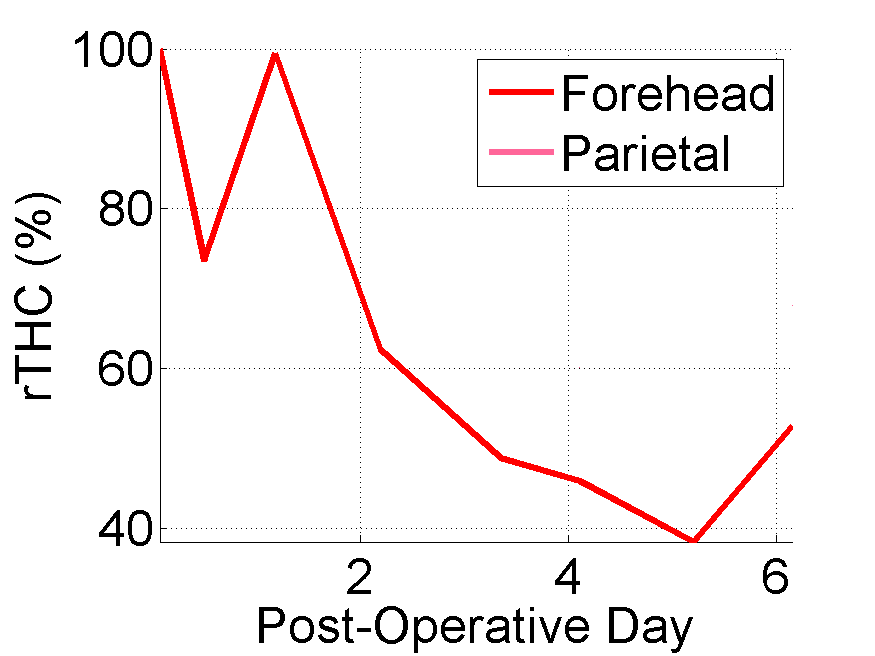 100
80
60
40
rTHC (%)
Forehead
Parietal
2 4 6
Post-Operative Day